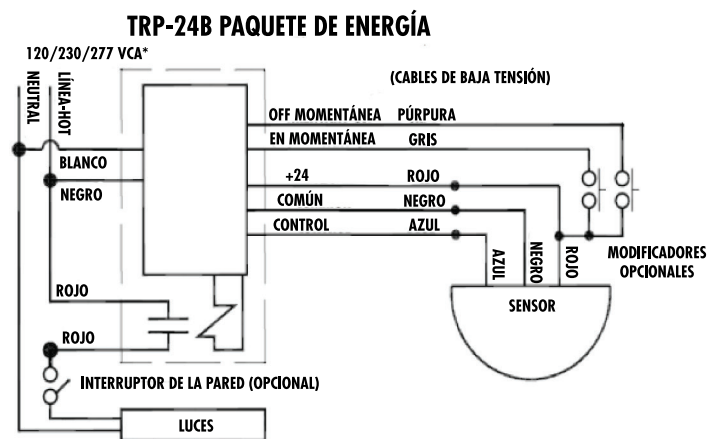 TRP-24B PAQUETE DE ENERGÍA
120/230/277 VCA*
NEUTRAL
LÍNEA-HOT
(CABLES DE BAJA TENSIÓN)
OFF MOMENTÁNEA PÚRPURA
EN MOMENTÁNEA GRIS
BLANCO
+24 ROJO
NEGRO
COMÚN NEGRO
CONTROL AZUL
AZUL
NEGRO
ROJO
MODIFICADORES
OPCIONALES
ROJO
SENSOR
ROJO
INTERRUPTOR DE LA PARED (OPCIONAL)
LUCES